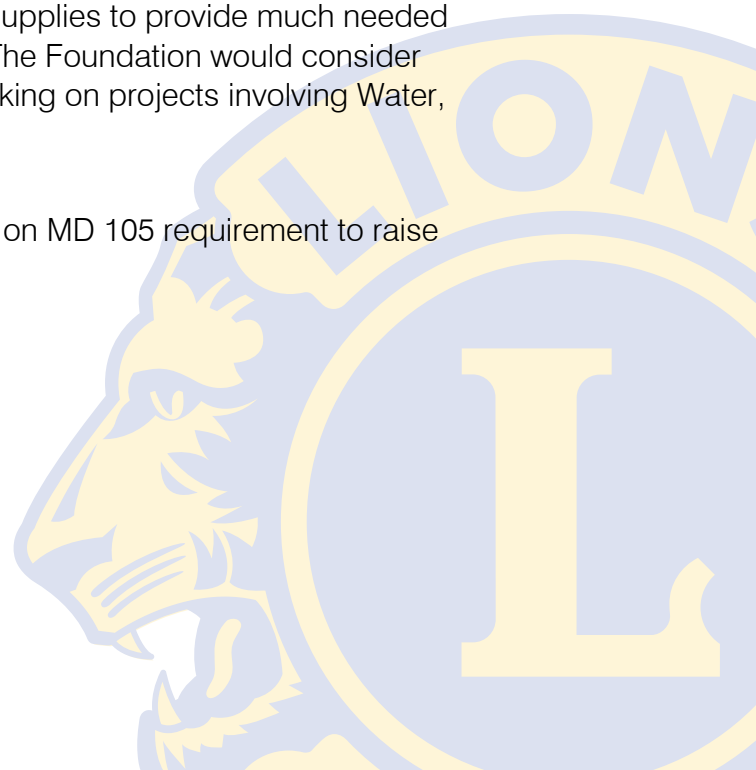 upplies to provide much needed
The Foundation would consider
king on projects involving Water,
on MD 105 requirement to raise
LION
L